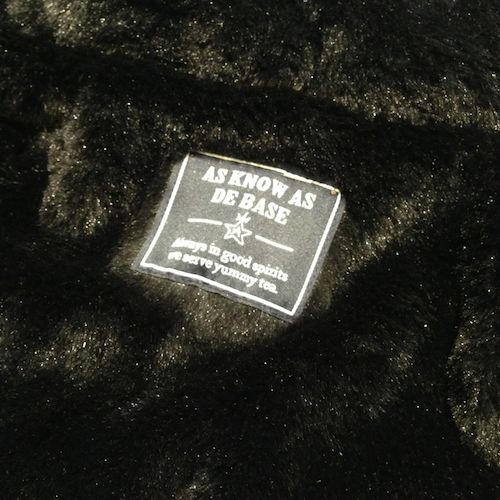 AS KNOW AS
DE BASE
Always in good spirits
we serve yummy tea.